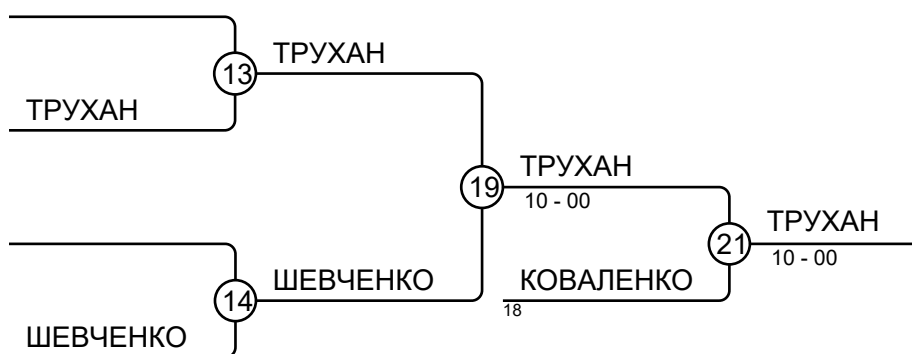 13
ТРУХАН
ТРУХАН
19
ТРУХАН
10 - 00
21
ТРУХАН
10 - 00
14
ШЕВЧЕНКО
КОВАЛЕНКО
18
ШЕВЧЕНКО